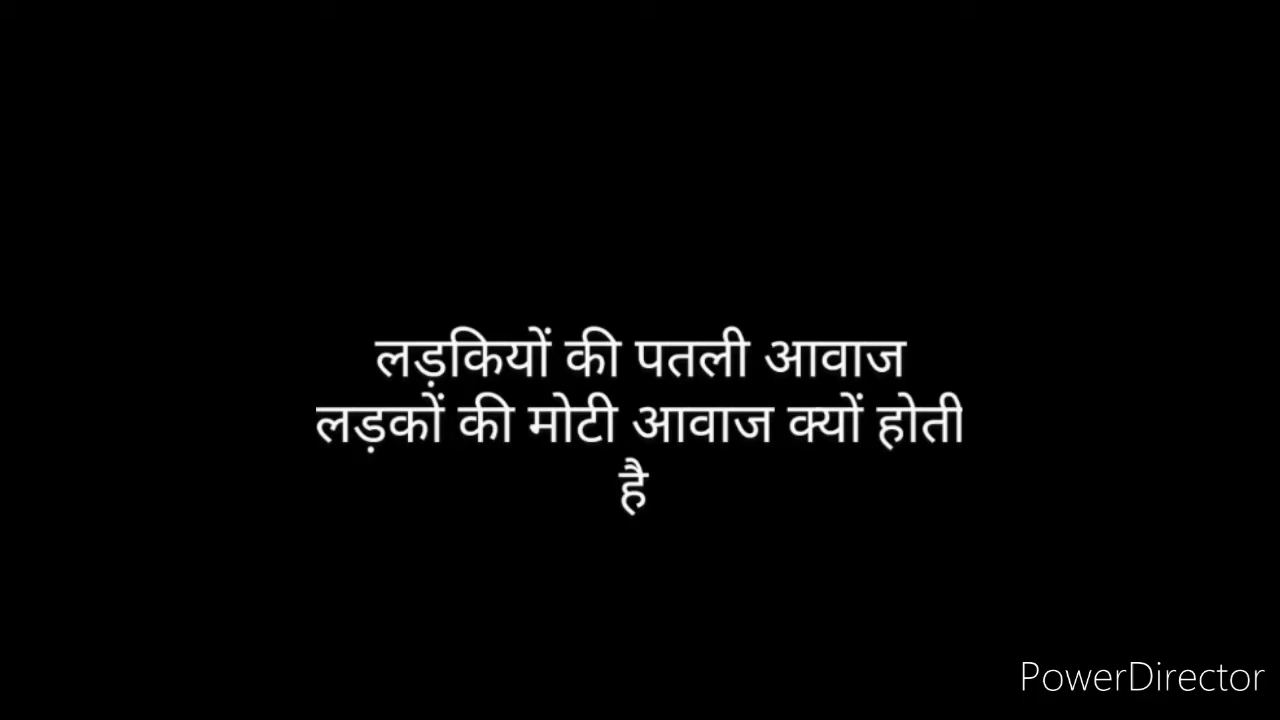 लड़कियों की पतली आवाज
लड़कों की मोटी आवाज क्यों होती
है
PowerDirector